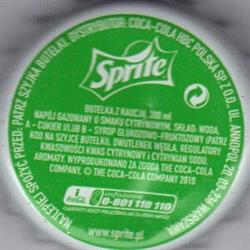 NAJLEPIEJ SPOŻYĆ PRZED: PATRZ SZYJKA BUTELKI. DYSTRYBUTOR: COCA-COLA HBC POLSKA SP. Z O.O. UL. ANNOPOL 20, 03-236 WARSZAWA
Sprite
BUTELKA Z KAUCJĄ. 200 ml
NAPÓJ GAZOWANY O SMAKU CYTRYNOWYM. SKŁAD: WODA,
A - CUKIER I/LUB B - SYROP GLUKOZOWO-FRUKTOZOWY (PATRZ
KOD NA SZYJCE BUTELKI), DWUTLENEK WĘGLA, REGULATORY
KWASOWOŚCI KWAS CYTRYNOWY I CYTRYNIAN SODU,
AROMATY. WYPRODUKOWANO ZA ZGODĄ THE COCA-COLA
COMPANY. © THE COCA-COLA COMPANY 2010
infolinia
0-801 110 110
www.sprite.pl